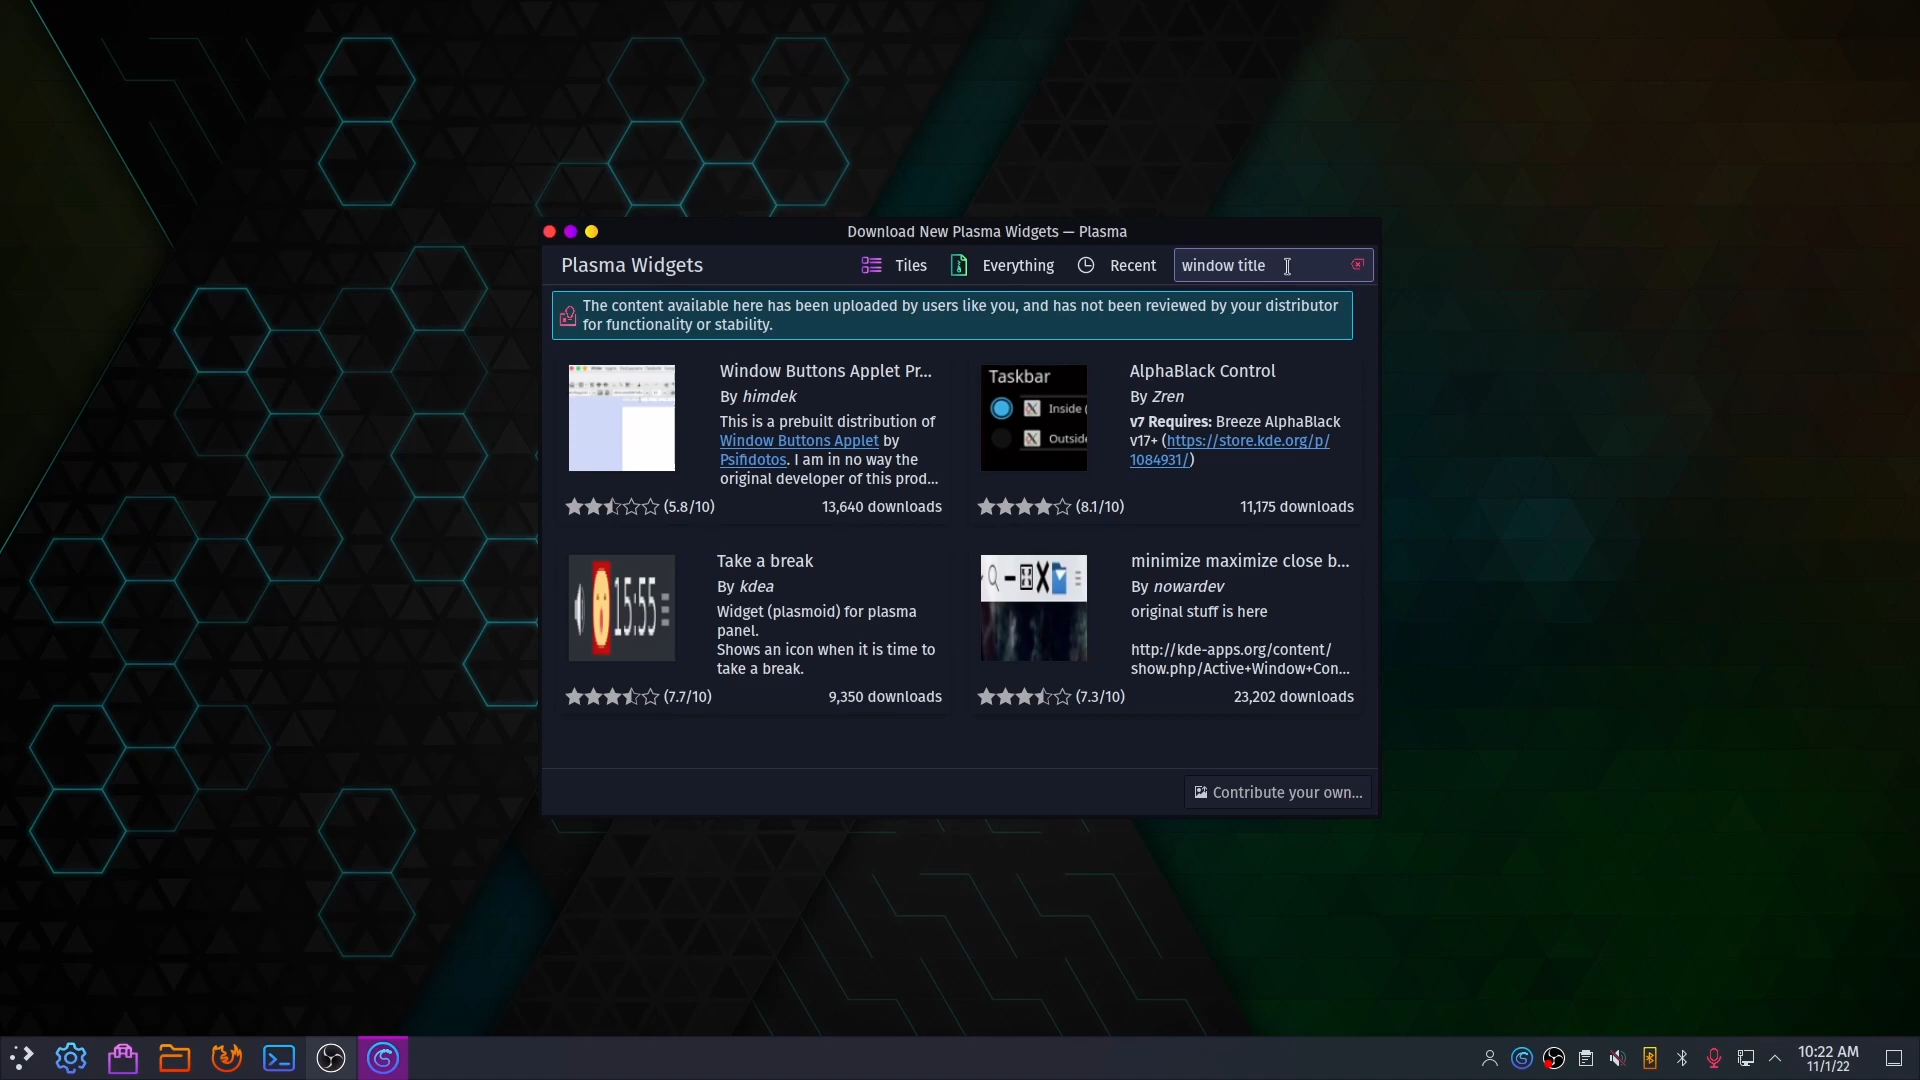 Download New Plasma Widgets — Plasma
Plasma Widgets
Tiles
Everything
Recent
window title
The content available here has been uploaded by users like you, and has not been reviewed by your distributor
for functionality or stability.
Window Buttons Applet Pr...
By himdek
This is a prebuilt distribution of
Window Buttons Applet by
Psifidotos. I am in no way the
original developer of this prod...
(5.8/10)
13,640 downloads
Taskbar
Inside (
Outside
AlphaBlack Control
By Zren
v7 Requires: Breeze AlphaBlack
v17+ (https://store.kde.org/p/
1084931/)
(8.1/10)
11,175 downloads
15:55
Take a break
By kdea
Widget (plasmoid) for plasma
panel.
Shows an icon when it is time to
take a break.
(7.7/10)
9,350 downloads
minimize maximize close b...
By nowardev
original stuff is here
http://kde-apps.org/content/
show.php/Active+Window+Con...
(7.3/10)
23,202 downloads
Contribute your own...
10:22 AM
11/1/22